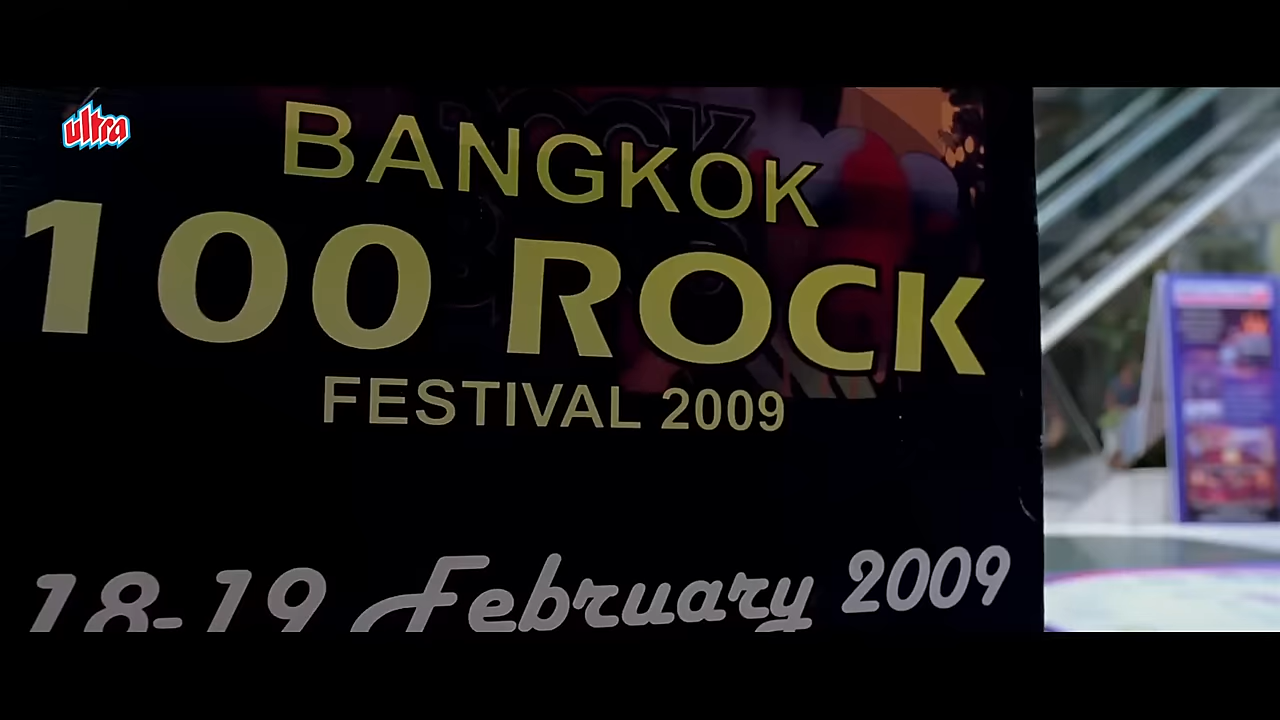 ultra
BANGKOK
100 ROCK
FESTIVAL 2009
18-19 February 2009